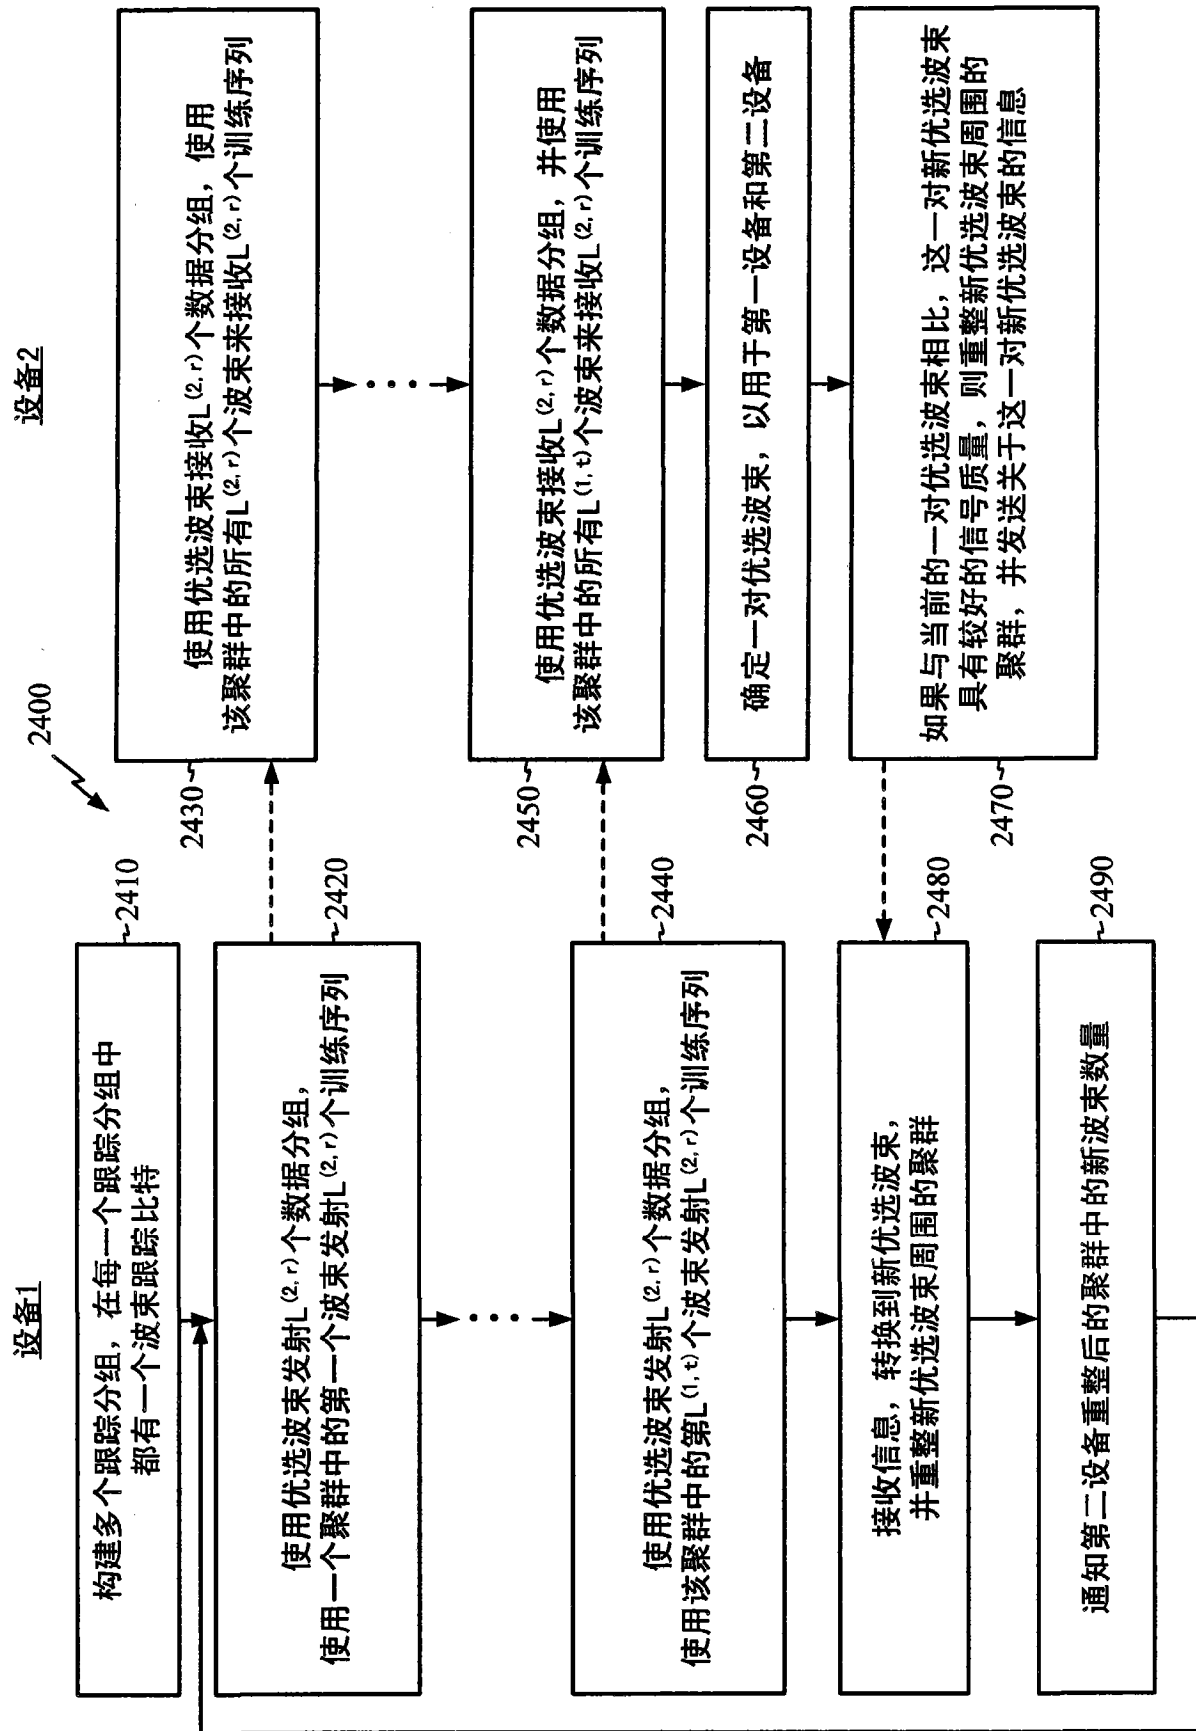 设备1
设备2
2400
构建多个跟踪分组，在每一个跟踪分组中
都有一个波束跟踪比特
2410
使用优选波束发射L(2, r)个数据分组，
使用一个聚群中的第一个波束发射L(2, r)个训练序列
2420
使用优选波束接收L(2, r)个数据分组，使用
该聚群中的所有L(2, r)个波束来接收L(2, r)个训练序列
2430
使用优选波束发射L(2, r)个数据分组，
使用该聚群中的第L(1, t)个波束发射L(2, r)个训练序列
2440
使用优选波束接收L(2, r)个数据分组，并使用
该聚群中的所有L(1, t)个波束来接收L(2, r)个训练序列
2450
确定一对优选波束，以用于第一设备和第二设备
2460
如果与当前的一对优选波束相比，这一对新优选波束
具有较好的信号质量，则重整新优选波束周围的
聚群，并发送关于这一对新优选波束的信息
2470
接收信息，转换到新优选波束，
并重整新优选波束周围的聚群
2480
通知第二设备重整后的聚群中的新波束数量
2490